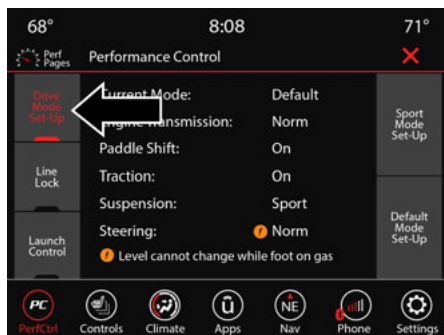 68°
8:08
71°
Perf
Pages
Performance Control
Drive
Mode
Set-Up
Line
Lock
Launch
Control
Current Mode: Default
Engine Transmission: Norm
Paddle Shift: On
Traction: On
Suspension: Sport
Steering: ! Norm
! Level cannot change while foot on gas
Sport
Mode
Set-Up
Default
Mode
Set-Up
PC
PerfCtrl
Controls
Climate
ū
Apps
NE
Nav
Phone
Settings